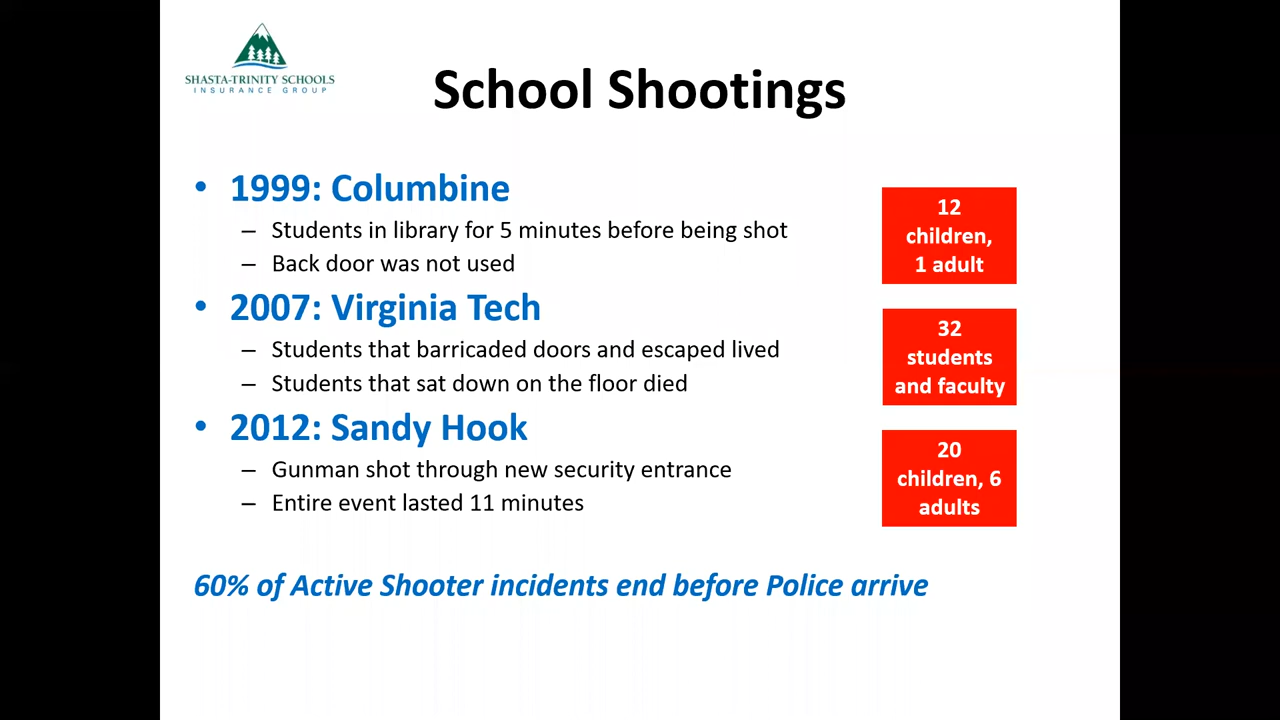 SHASTA-TRINITY SCHOOLS
INSURANCE GROUP
School Shootings
• 1999: Columbine
– Students in library for 5 minutes before being shot
– Back door was not used
12
children,
1 adult
• 2007: Virginia Tech
– Students that barricaded doors and escaped lived
– Students that sat down on the floor died
32
students
and faculty
• 2012: Sandy Hook
– Gunman shot through new security entrance
– Entire event lasted 11 minutes
20
children, 6
adults
60% of Active Shooter incidents end before Police arrive